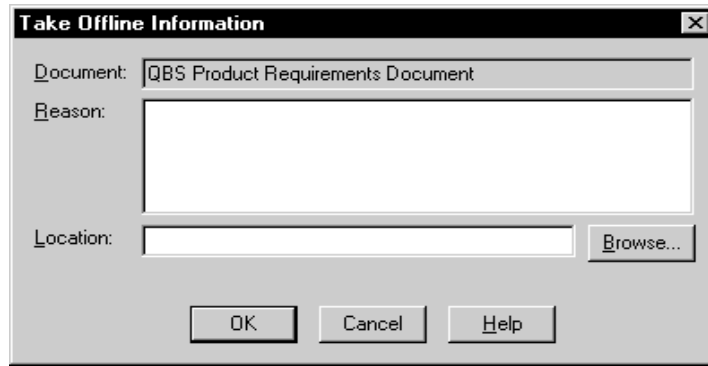 Take Offline Information
Document: QBS Product Requirements Document
Reason:
Location: Browse...
OK Cancel Help